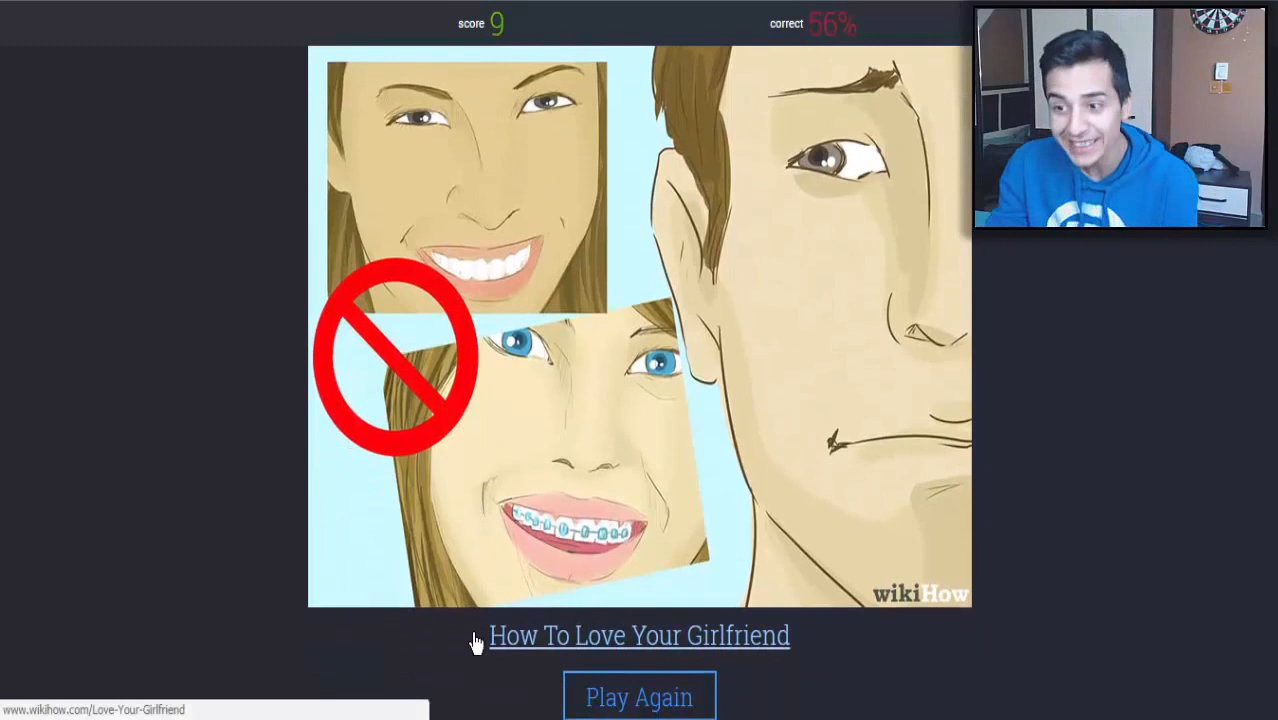 score 9
correct 56%
wikiHow
How To Love Your Girlfriend
Play Again
www.wikihow.com/Love-Your-Girlfriend